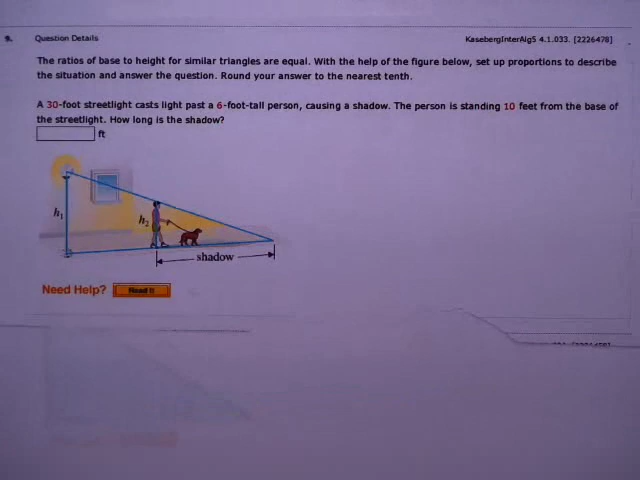 9. Question Details KasebergInterAlg5 4.1.033. [2226478]
The ratios of base to height for similar triangles are equal. With the help of the figure below, set up proportions to describe
the situation and answer the question. Round your answer to the nearest tenth.
A 30-foot streetlight casts light past a 6-foot-tall person, causing a shadow. The person is standing 10 feet from the base of
the streetlight. How long is the shadow?
ft
h₁
h₂
shadow
Need Help? Read It